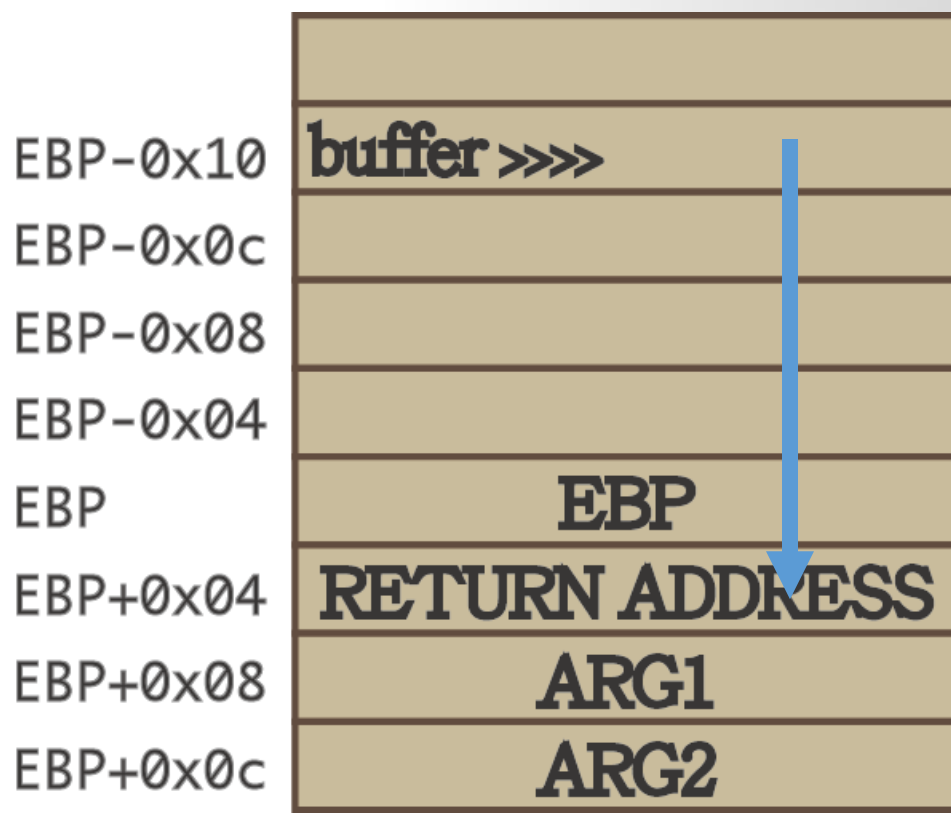 EBP-0x10 buffer >>>>
EBP-0x0c
EBP-0x08
EBP-0x04
EBP EBP
EBP+0x04 RETURN ADDRESS
EBP+0x08 ARG1
EBP+0x0c ARG2